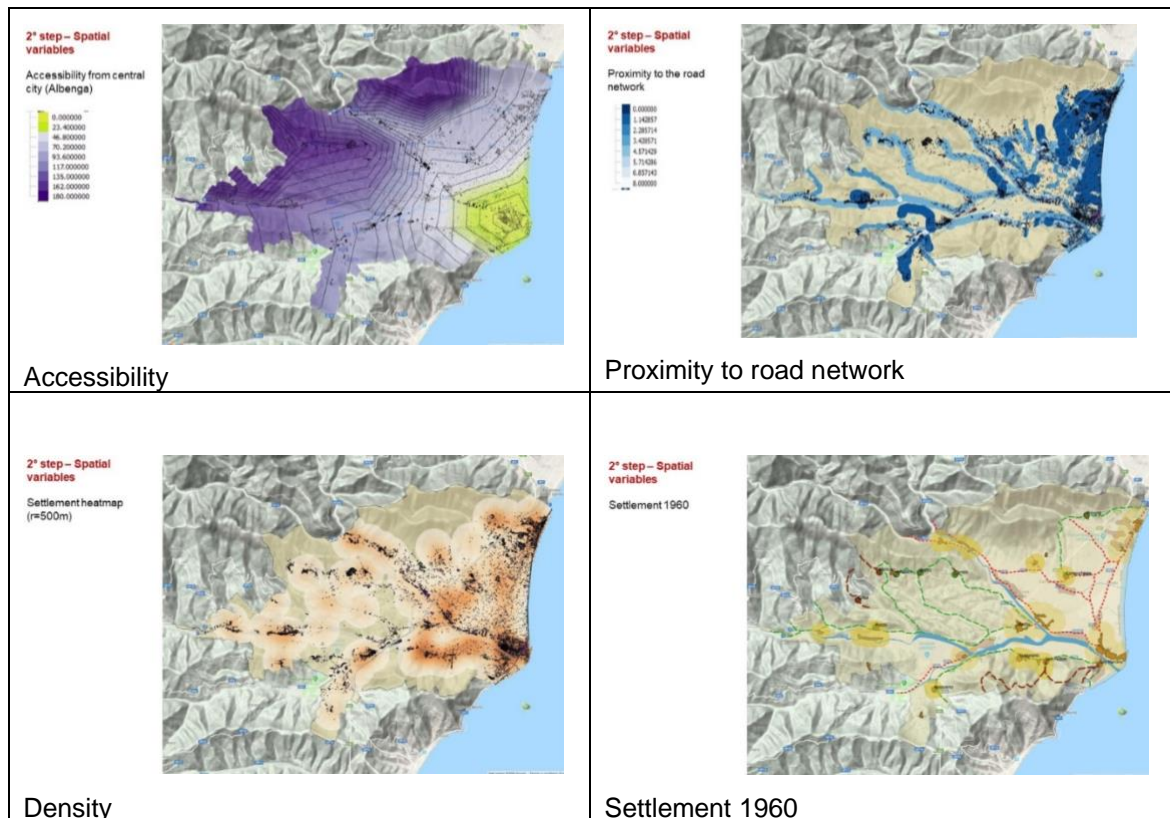 2° step – Spatial
variables
Accessibility from central
city (Albenga)
0.000000
23.400000
46.800000
70.200000
93.600000
117.000000
135.000000
162.000000
180.000000
Accessibility
2° step – Spatial
variables
Proximity to the road
network
0.000000
1.142857
2.285714
3.428571
4.571429
5.714286
6.857143
8.000000
Proximity to road network
2° step – Spatial
variables
Settlement heatmap
(r=500m)
Density
2° step – Spatial
variables
Settlement 1960
Settlement 1960